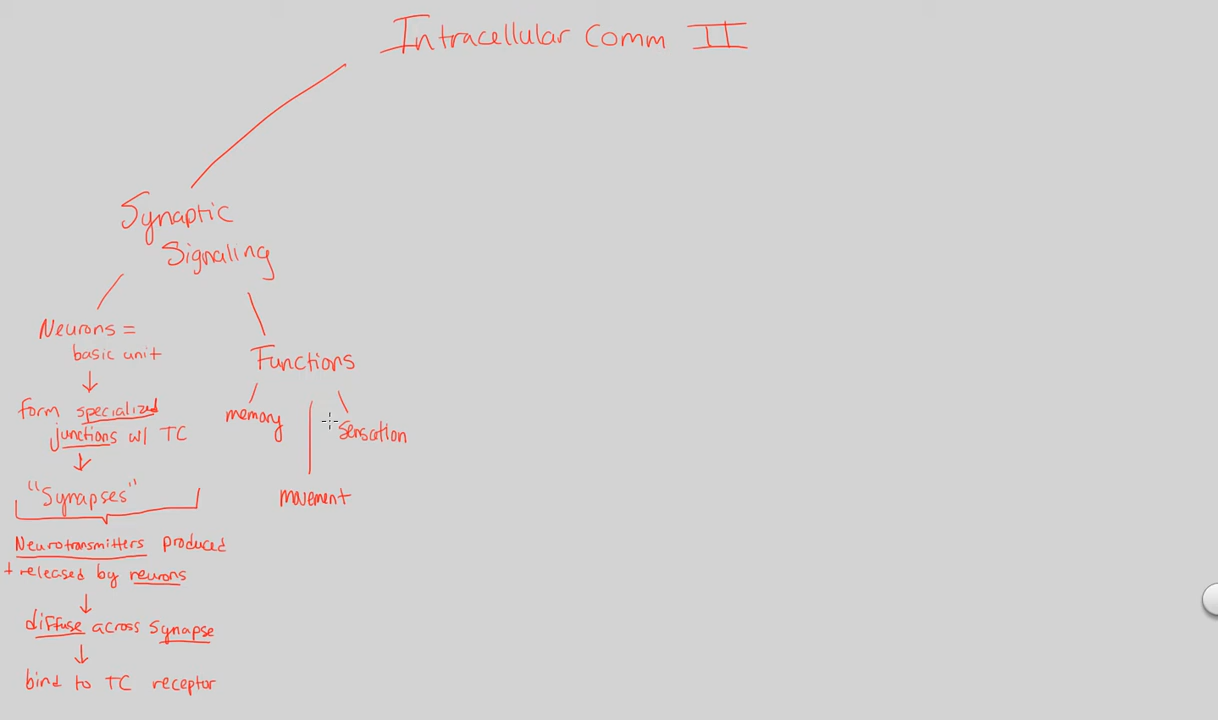 Intracellular Comm II
Synaptic
Signaling
Neurons =
basic unit
form specialized
junctions w/ TC
"Synapses"
Neurotransmitters produced
+ released by neurons
diffuse across synapse
bind to TC receptor
Functions
memory
sensation
movement